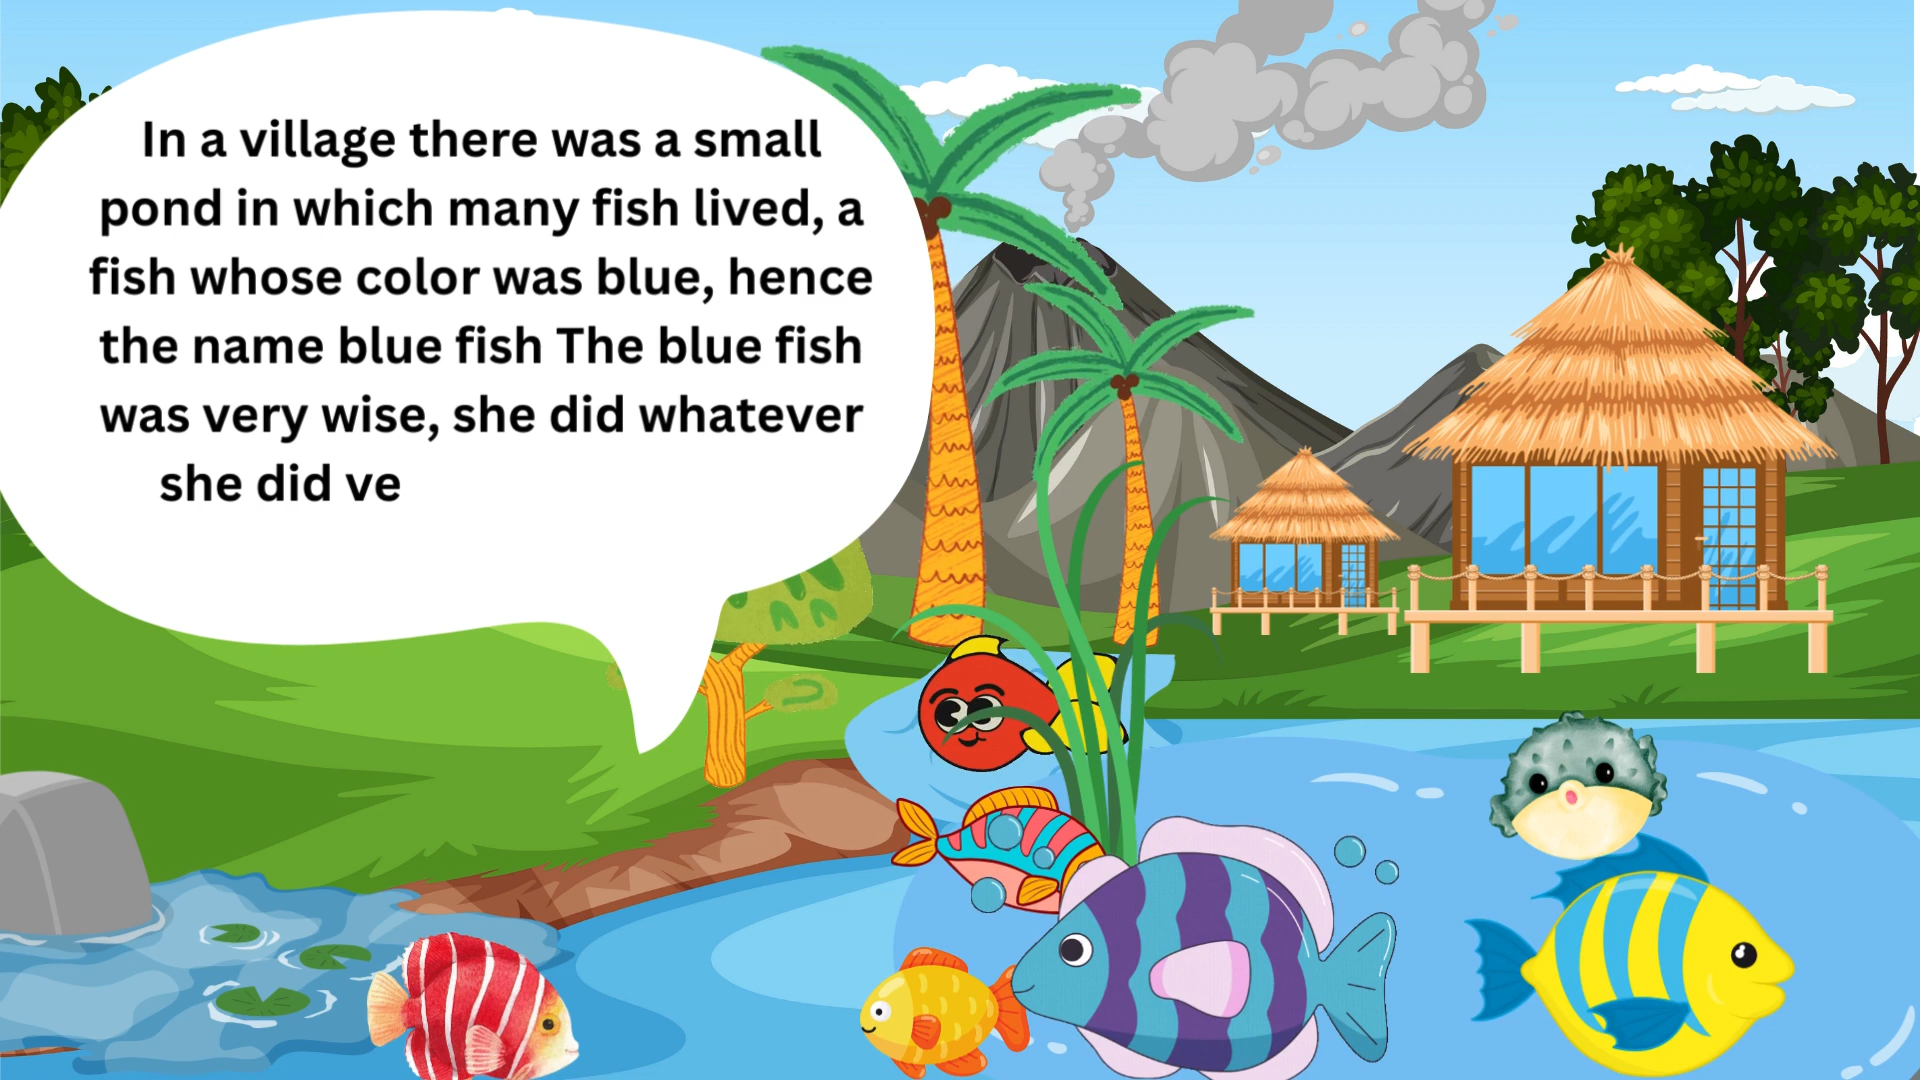 In a village there was a small
pond in which many fish lived, a
fish whose color was blue, hence
the name blue fish The blue fish
was very wise, she did whatever
she did ve